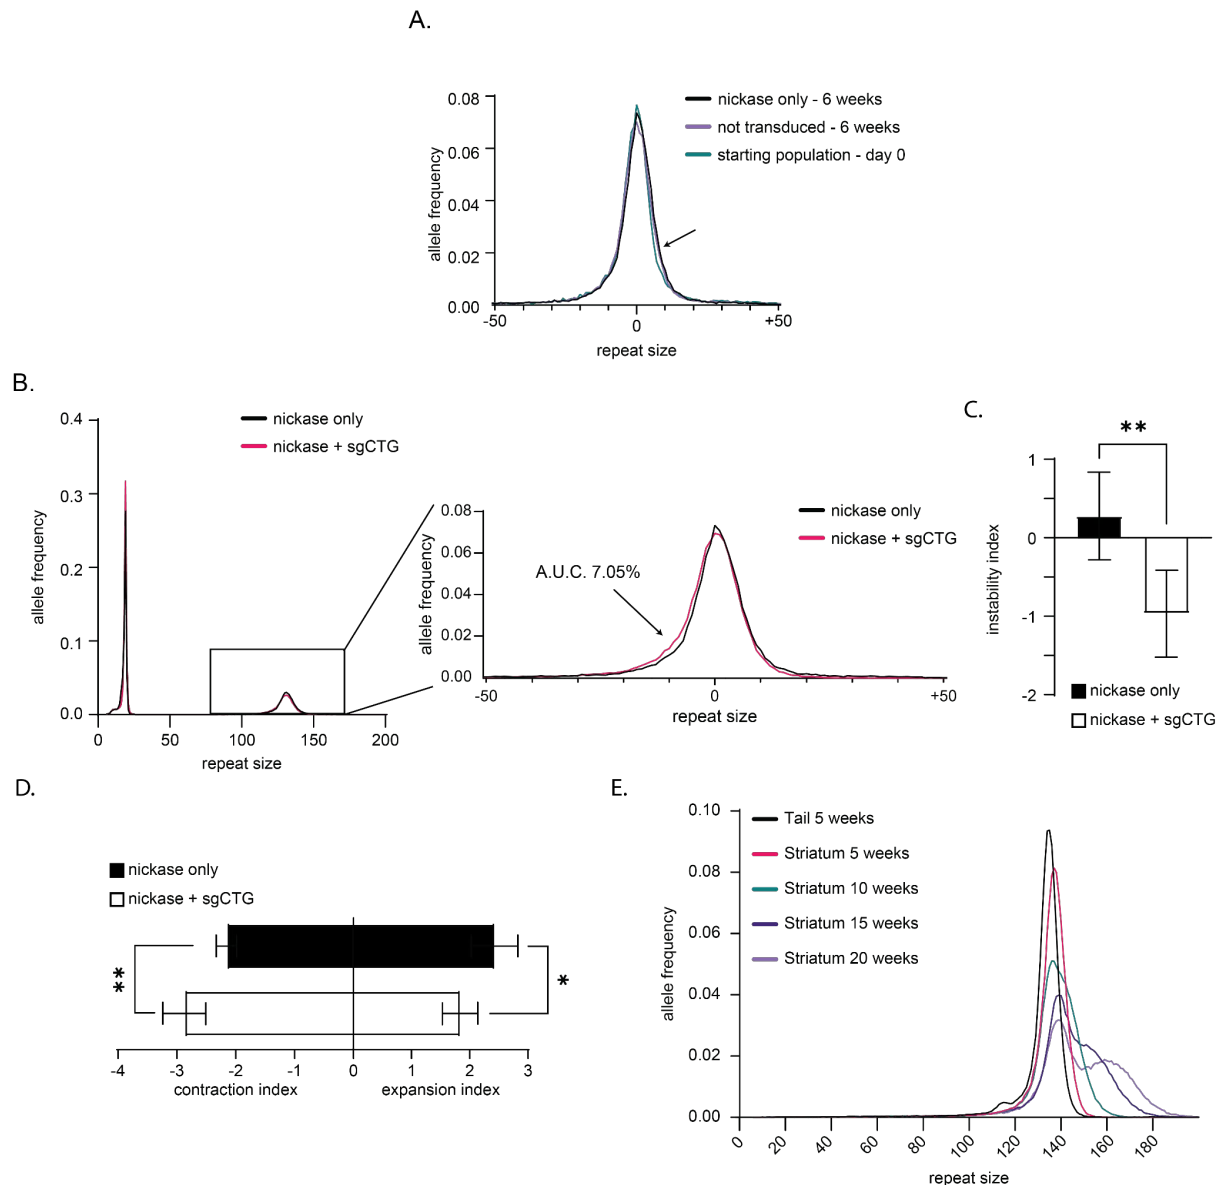 A.
0.08
0.06
0.04
0.02
0.00
allele frequency
-50
0
+50
repeat size
nickase only - 6 weeks
not transduced - 6 weeks
starting population - day 0
B.
0.4
0.3
0.2
0.1
0.0
allele frequency
0
50
100
150
200
repeat size
nickase only
nickase + sgCTG
0.08
0.06
0.04
0.02
0.00
allele frequency
A.U.C. 7.05%
-50
0
+50
repeat size
nickase only
nickase + sgCTG
C.
**
1
0
-1
-2
instability index
nickase only
nickase + sgCTG
D.
nickase only
nickase + sgCTG
**
*
-4
-3
-2
-1
0
1
2
3
contraction index
expansion index
E.
0.10
0.08
0.06
0.04
0.02
0.00
allele frequency
Tail 5 weeks
Striatum 5 weeks
Striatum 10 weeks
Striatum 15 weeks
Striatum 20 weeks
0
20
40
60
80
100
120
140
160
180
repeat size